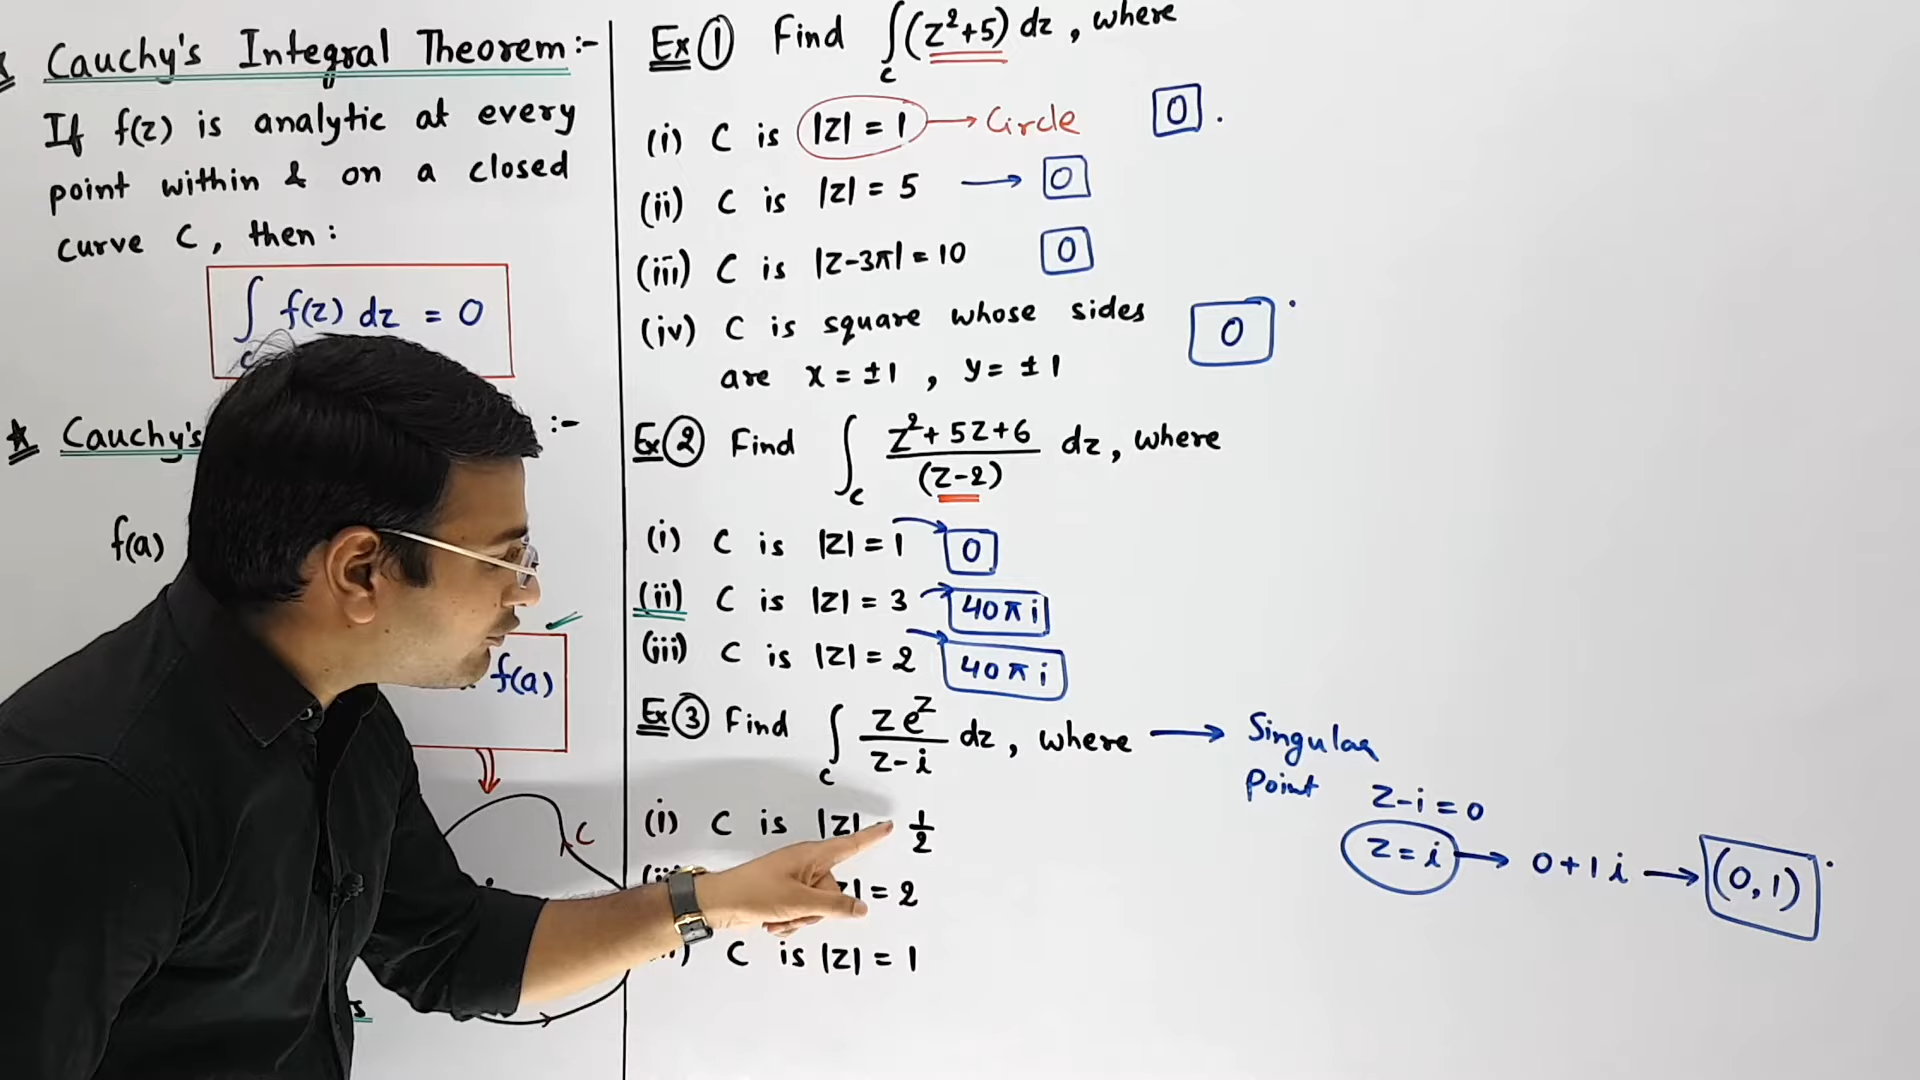 Cauchy's Integral Theorem :-
If f(z) is analytic at every
point within & on a closed
curve C, then :
∫ f(z) dz = 0
C
★ Cauchy's :-
f(a)
f(a)
C
Ex ① Find ∫_C (z²+5) dz, where
(i) C is |z| = 1 → Circle 0.
(ii) C is |z| = 5 → 0
(iii) C is |z-3π| = 10 0
(iv) C is square whose sides 0
are x = ±1, y = ±1
Ex ② Find ∫_C (z²+5z+6)/(z-2) dz, where
(i) C is |z| = 1 → 0
(ii) C is |z| = 3 → 40πi
(iii) C is |z| = 2 → 40πi
Ex ③ Find ∫_C (z e^z)/(z-i) dz, where → Singular
Point z-i=0
z=i → 0+1i → (0,1)
(i) C is |z| = 1/2
= 2
C is |z| = 1